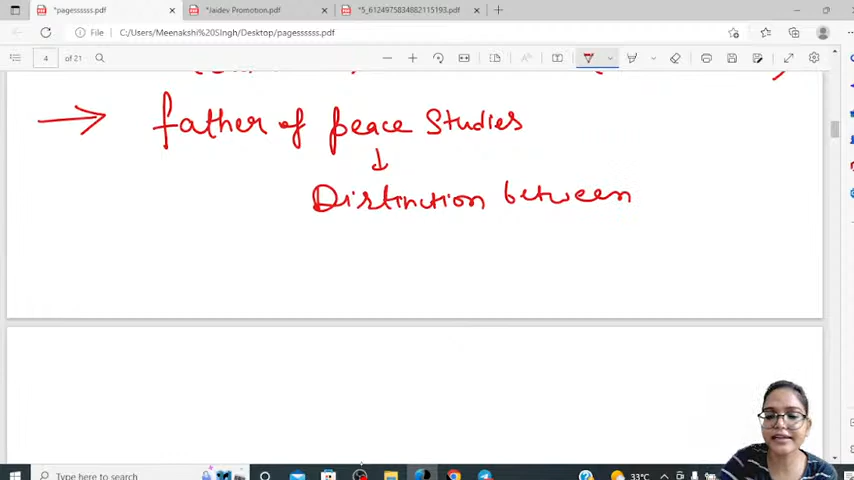 *pagessssss.pdf
*Jaidev Promotion.pdf
*5_6124975834882115193.pdf
File
C:/Users/Meenakshi%20Singh/Desktop/pagessssss.pdf
4 of 21
father of peace Studies
Distinction between
Type here to search
33°C